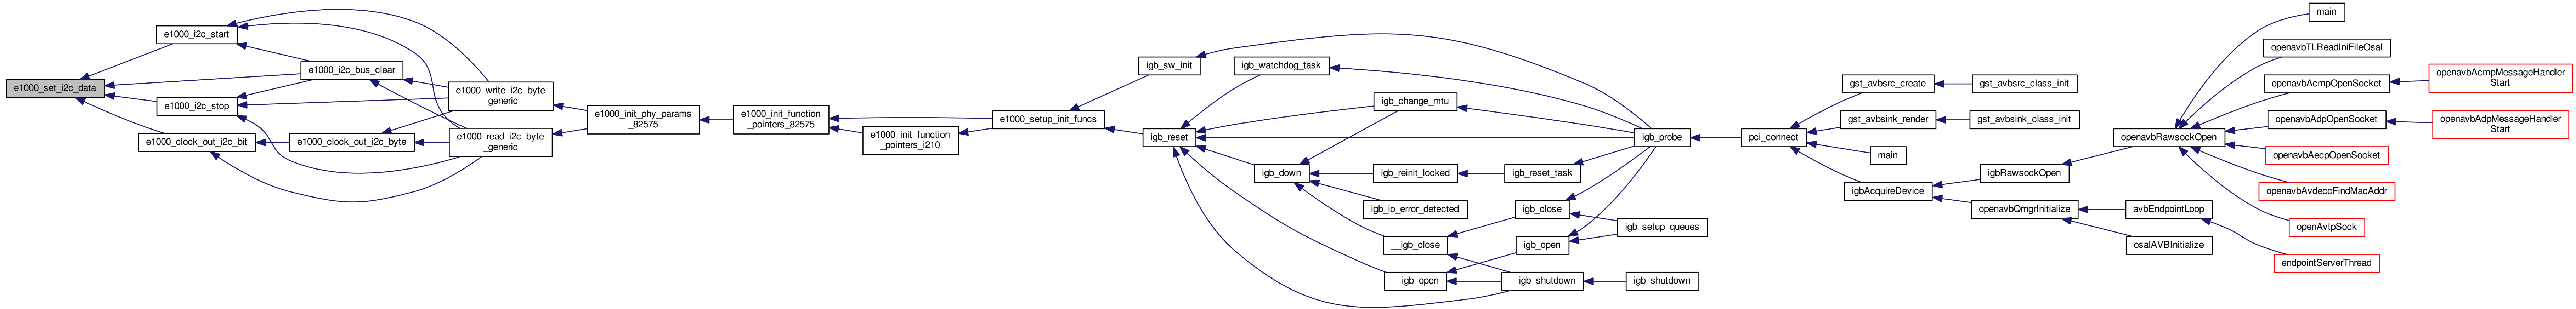 e1000_set_i2c_data
e1000_i2c_start
e1000_i2c_stop
e1000_clock_out_i2c_bit
e1000_i2c_bus_clear
e1000_clock_out_i2c_byte
e1000_write_i2c_byte
_generic
e1000_read_i2c_byte
_generic
e1000_init_phy_params
_82575
e1000_init_function
_pointers_82575
e1000_init_function
_pointers_i210
e1000_setup_init_funcs
igb_sw_init
igb_reset
igb_watchdog_task
igb_down
igb_change_mtu
igb_reinit_locked
igb_io_error_detected
__igb_close
__igb_open
igb_reset_task
igb_close
igb_open
__igb_shutdown
igb_probe
igb_setup_queues
igb_shutdown
pci_connect
gst_avbsrc_create
gst_avbsink_render
main
igbAcquireDevice
gst_avbsrc_class_init
gst_avbsink_class_init
igbRawsockOpen
openavbQmgrInitialize
openavbRawsockOpen
avbEndpointLoop
osalAVBInitialize
main
openavbTLReadIniFileOsal
openavbAcmpOpenSocket
openavbAdpOpenSocket
openavbAecpOpenSocket
openavbAvdeccFindMacAddr
openAvtpSock
endpointServerThread
openavbAcmpMessageHandler
Start
openavbAdpMessageHandler
Start